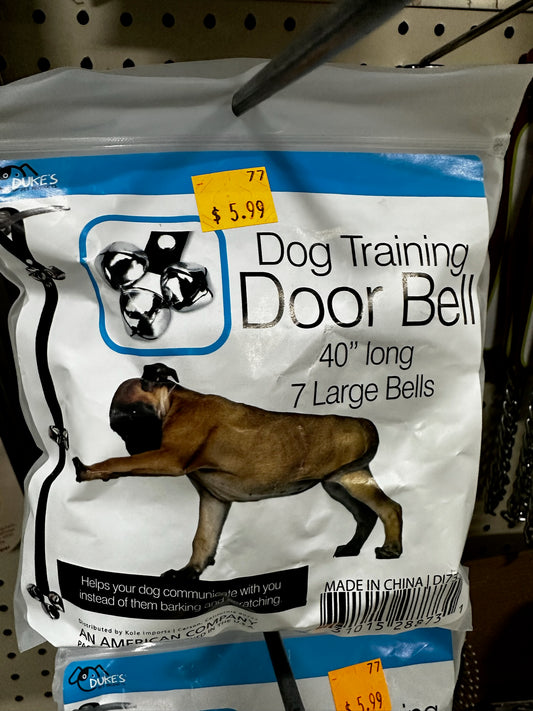 DUKE'S
77
$ 5.99
Dog Training
Door Bell
40" long
7 Large Bells
Helps your dog communicate with you
instead of them barking and scratching.
MADE IN CHINA | DI73
Distributed by Kole Imports | Carson,
AN AMERICAN COMPANY
DUKE'S
77
$ 5.99